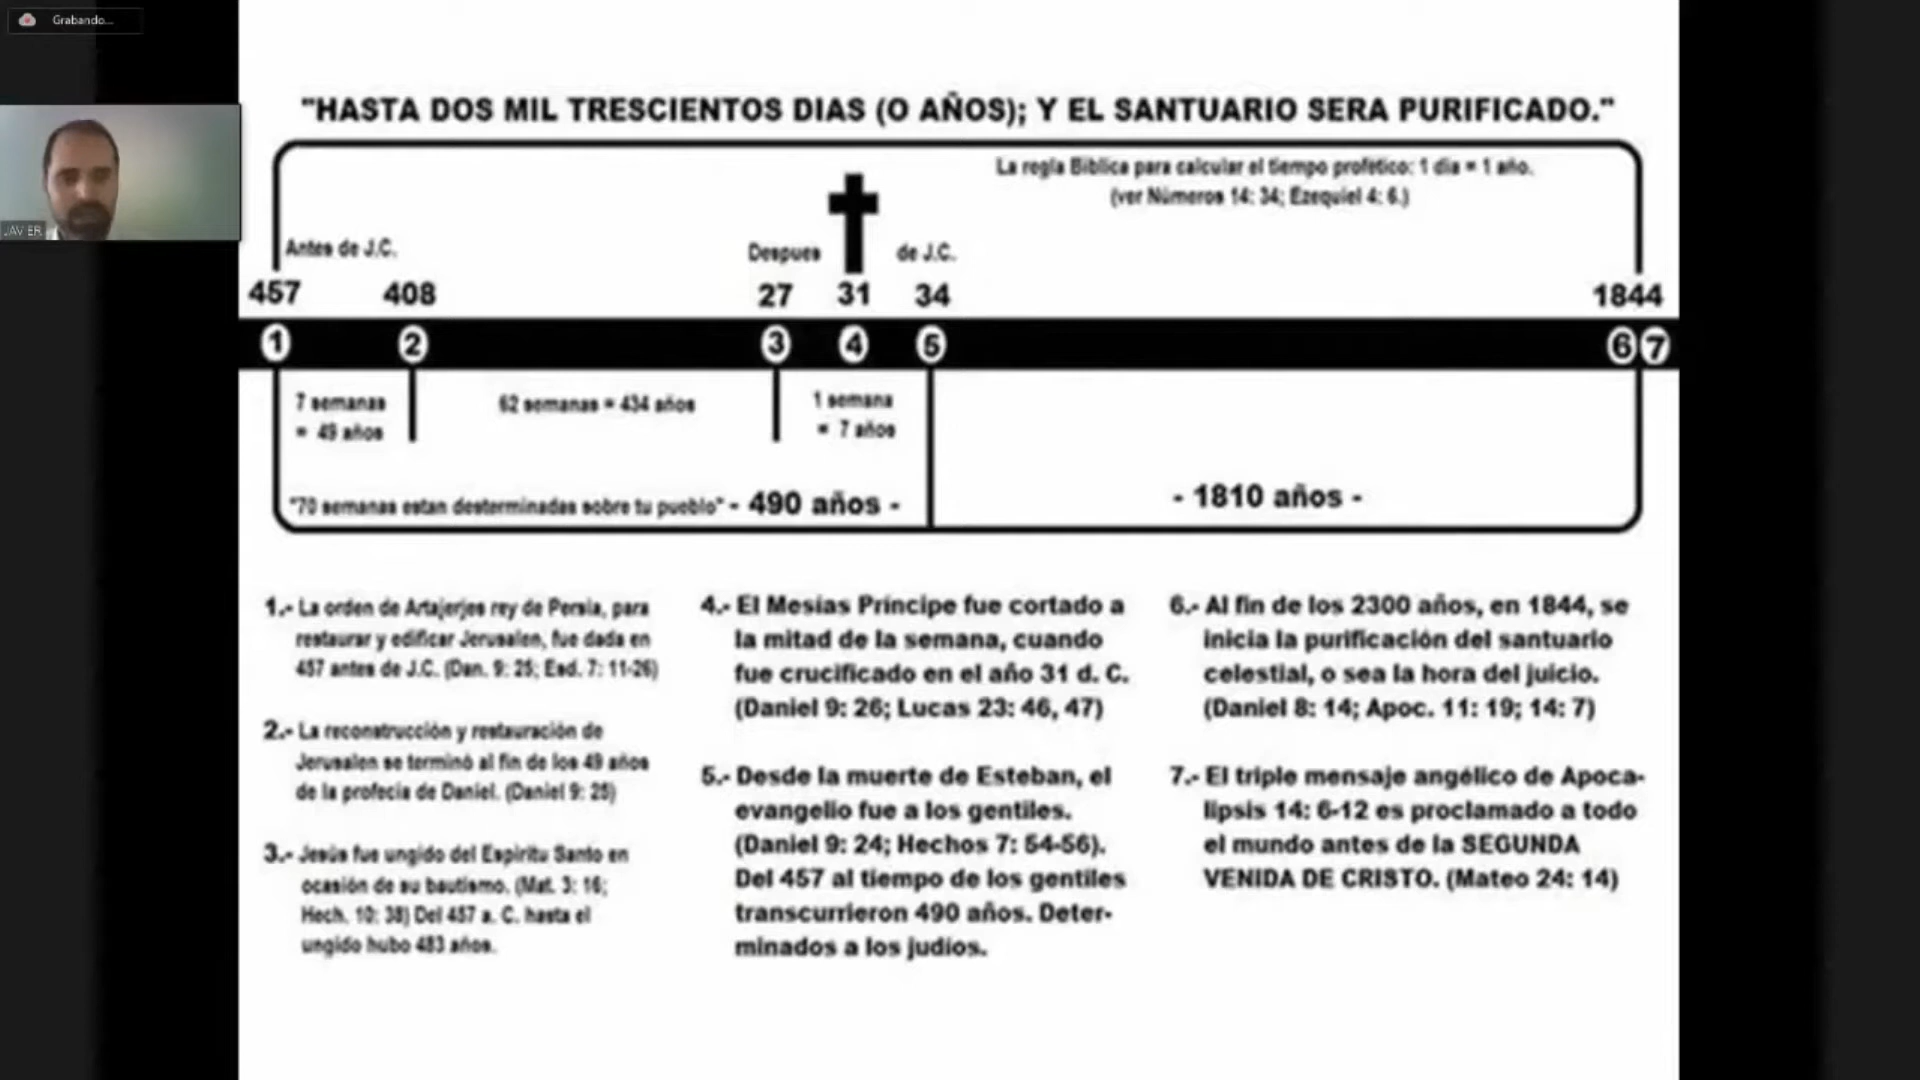 Grabando...
JAVIER
"HASTA DOS MIL TRESCIENTOS DIAS (O AÑOS); Y EL SANTUARIO SERA PURIFICADO."
La regla Bíblica para calcular el tiempo profético: 1 dia = 1 año.
(ver Números 14: 34; Ezequiel 4: 6.)
Antes de J.C.
Despues de J.C.
457 408 27 31 34 1844
1 2 3 4 5 6 7
7 semanas
= 49 años
62 semanas = 434 años
1 semana
= 7 años
"70 semanas estan desterminadas sobre tu pueblo" - 490 años -
- 1810 años -
1.- La orden de Artajerjes rey de Persia, para
restaurar y edificar Jerusalen, fue dada en
457 antes de J.C. (Dan. 9: 25; Esd. 7: 11-26)
2.- La reconstrucción y restauración de
Jerusalen se terminó al fin de los 49 años
de la profecia de Daniel. (Daniel 9: 25)
3.- Jesús fue ungido del Espiritu Santo en
ocasión de su bautismo. (Mat. 3: 16;
Hech. 10: 38) Del 457 a. C. hasta el
ungido hubo 483 años.
4.- El Mesías Príncipe fue cortado a
la mitad de la semana, cuando
fue crucificado en el año 31 d. C.
(Daniel 9: 26; Lucas 23: 46, 47)
5.- Desde la muerte de Esteban, el
evangelio fue a los gentiles.
(Daniel 9: 24; Hechos 7: 54-56).
Del 457 al tiempo de los gentiles
transcurrieron 490 años. Deter-
minados a los judíos.
6.- Al fin de los 2300 años, en 1844, se
inicia la purificación del santuario
celestial, o sea la hora del juicio.
(Daniel 8: 14; Apoc. 11: 19; 14: 7)
7.- El triple mensaje angélico de Apoca-
lipsis 14: 6-12 es proclamado a todo
el mundo antes de la SEGUNDA
VENIDA DE CRISTO. (Mateo 24: 14)